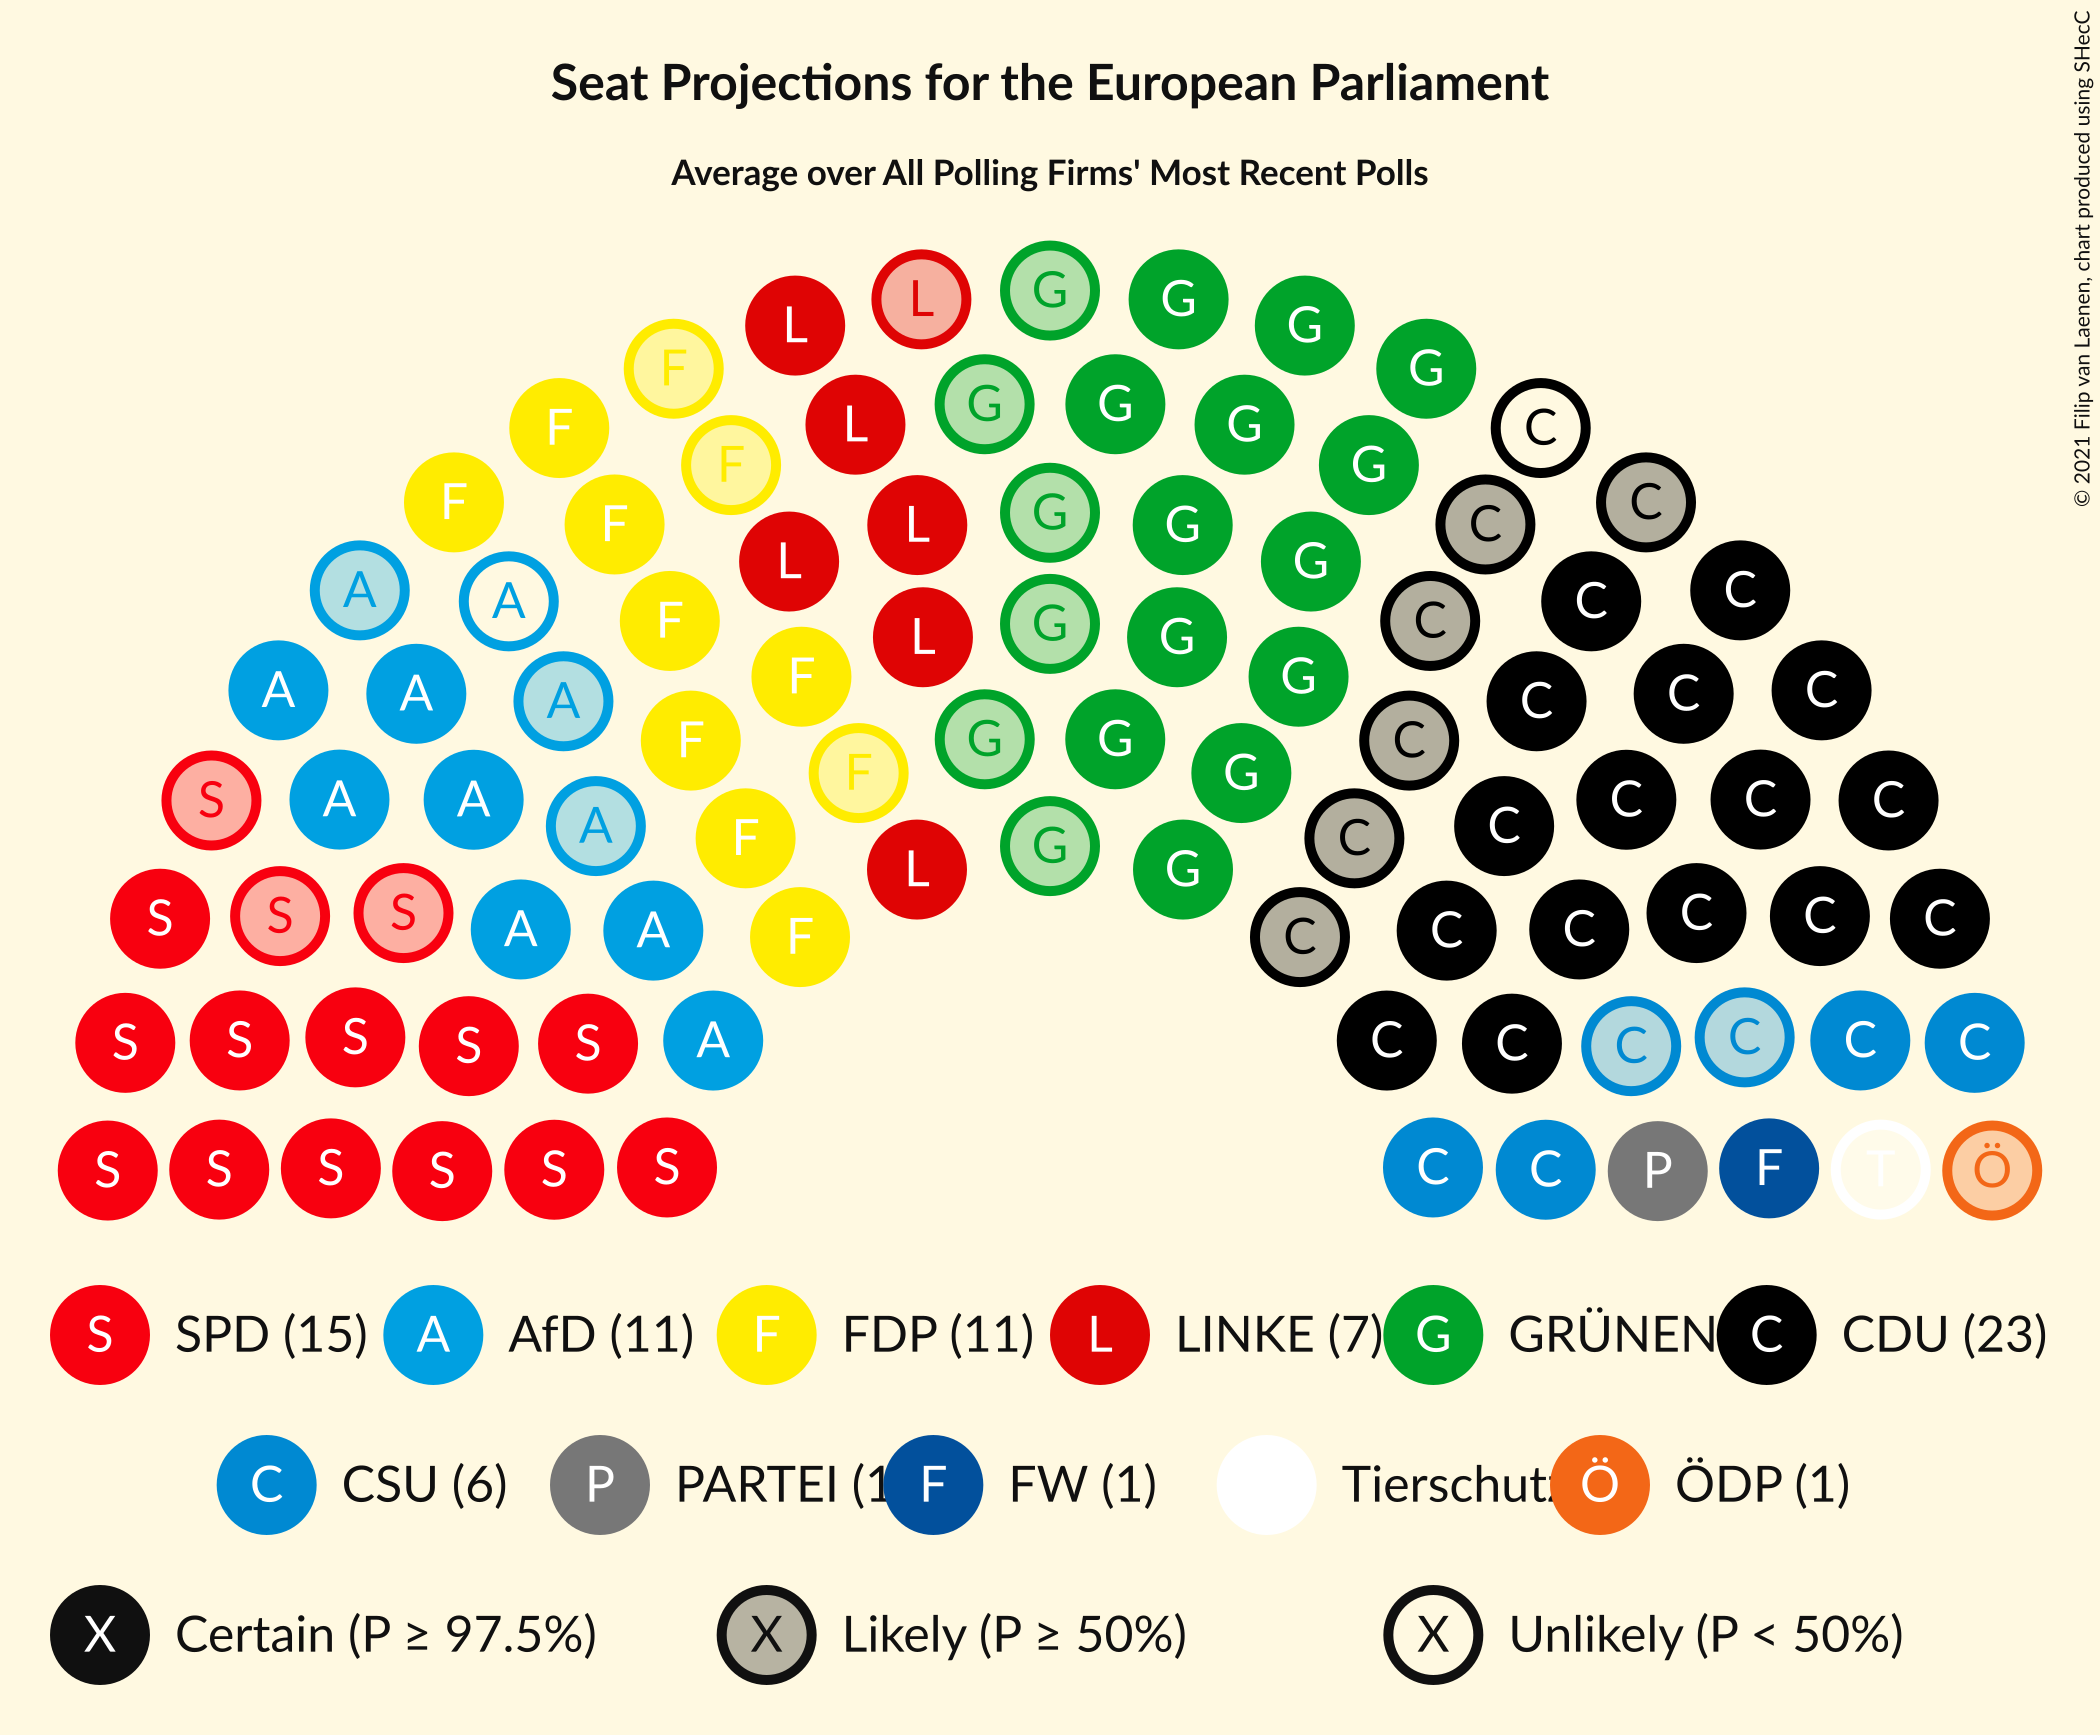 Seat Projections for the European Parliament
Average over All Polling Firms' Most Recent Polls
© 2021 Filip van Laenen, chart produced using SHecC
L G G G
L
F G
F L G G G C
F F G C
F F L L G G G C C
A A F L G G C C C
A A A F F L G G G C C C C
S A A A F F G G G C C C C C
S S S A A F L G G C C C C C C
S S S S S A C C C C C C
S S S S S S C C P F T Ö
S SPD (15) A AfD (11) F FDP (11) L LINKE (7) G GRÜNEN C CDU (23)
C CSU (6) P PARTEI (1 F FW (1) Tierschutz Ö ÖDP (1)
X Certain (P ≥ 97.5%) X Likely (P ≥ 50%) X Unlikely (P < 50%)